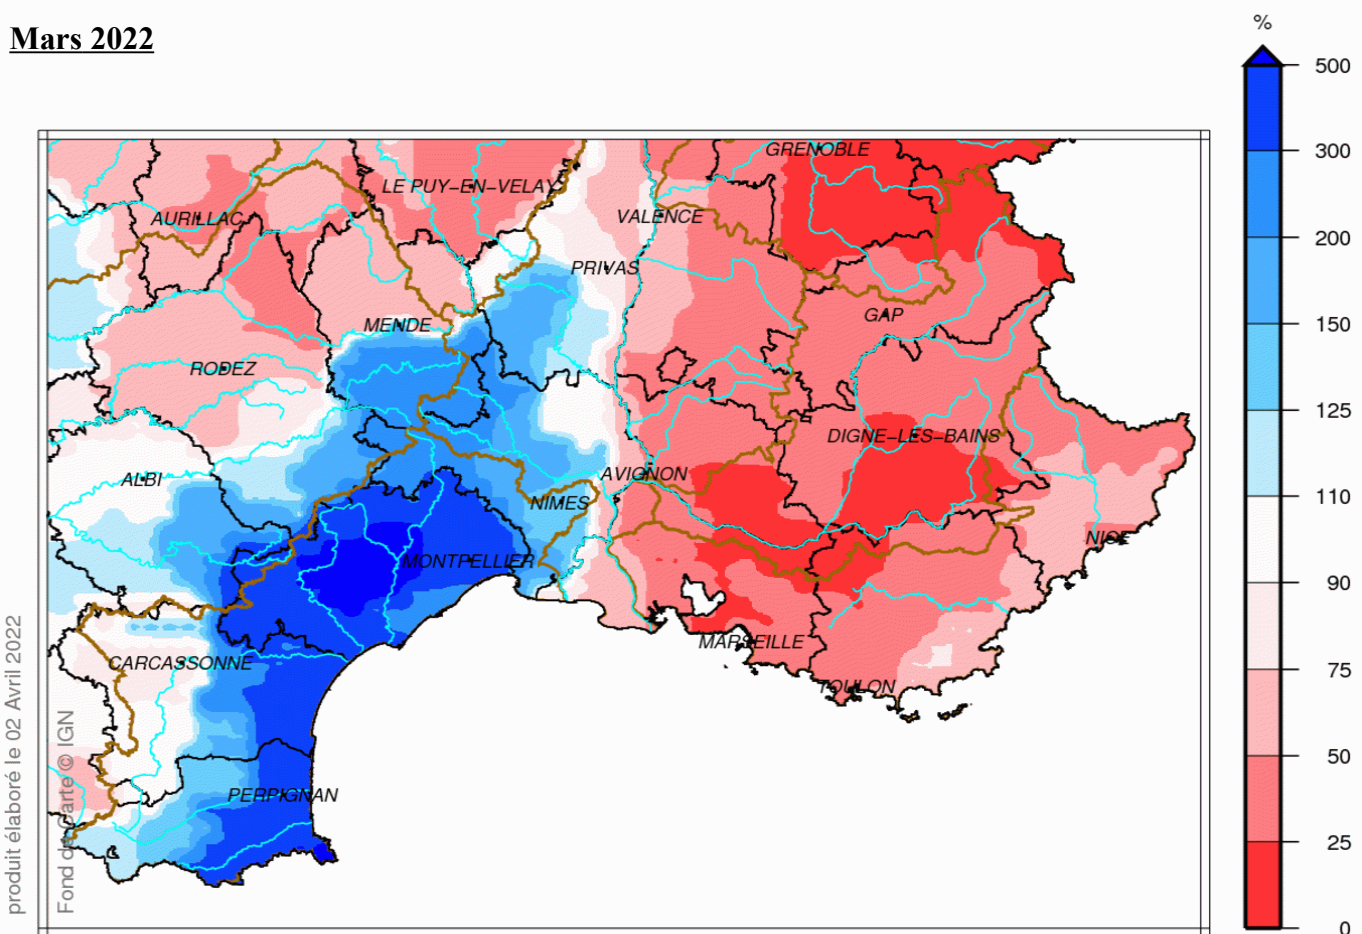 Mars 2022
%
500
300
200
150
125
110
90
75
50
25
0
GRENOBLE
LE PUY-EN-VELAY
AURILLAC
VALENCE
PRIVAS
MENDE
GAP
RODEZ
DIGNE-LES-BAINS
ALBI
AVIGNON
NIMES
NICE
MONTPELLIER
MARSEILLE
CARCASSONNE
TOULON
PERPIGNAN
produit élaboré le 02 Avril 2022
Fond de Carte © IGN